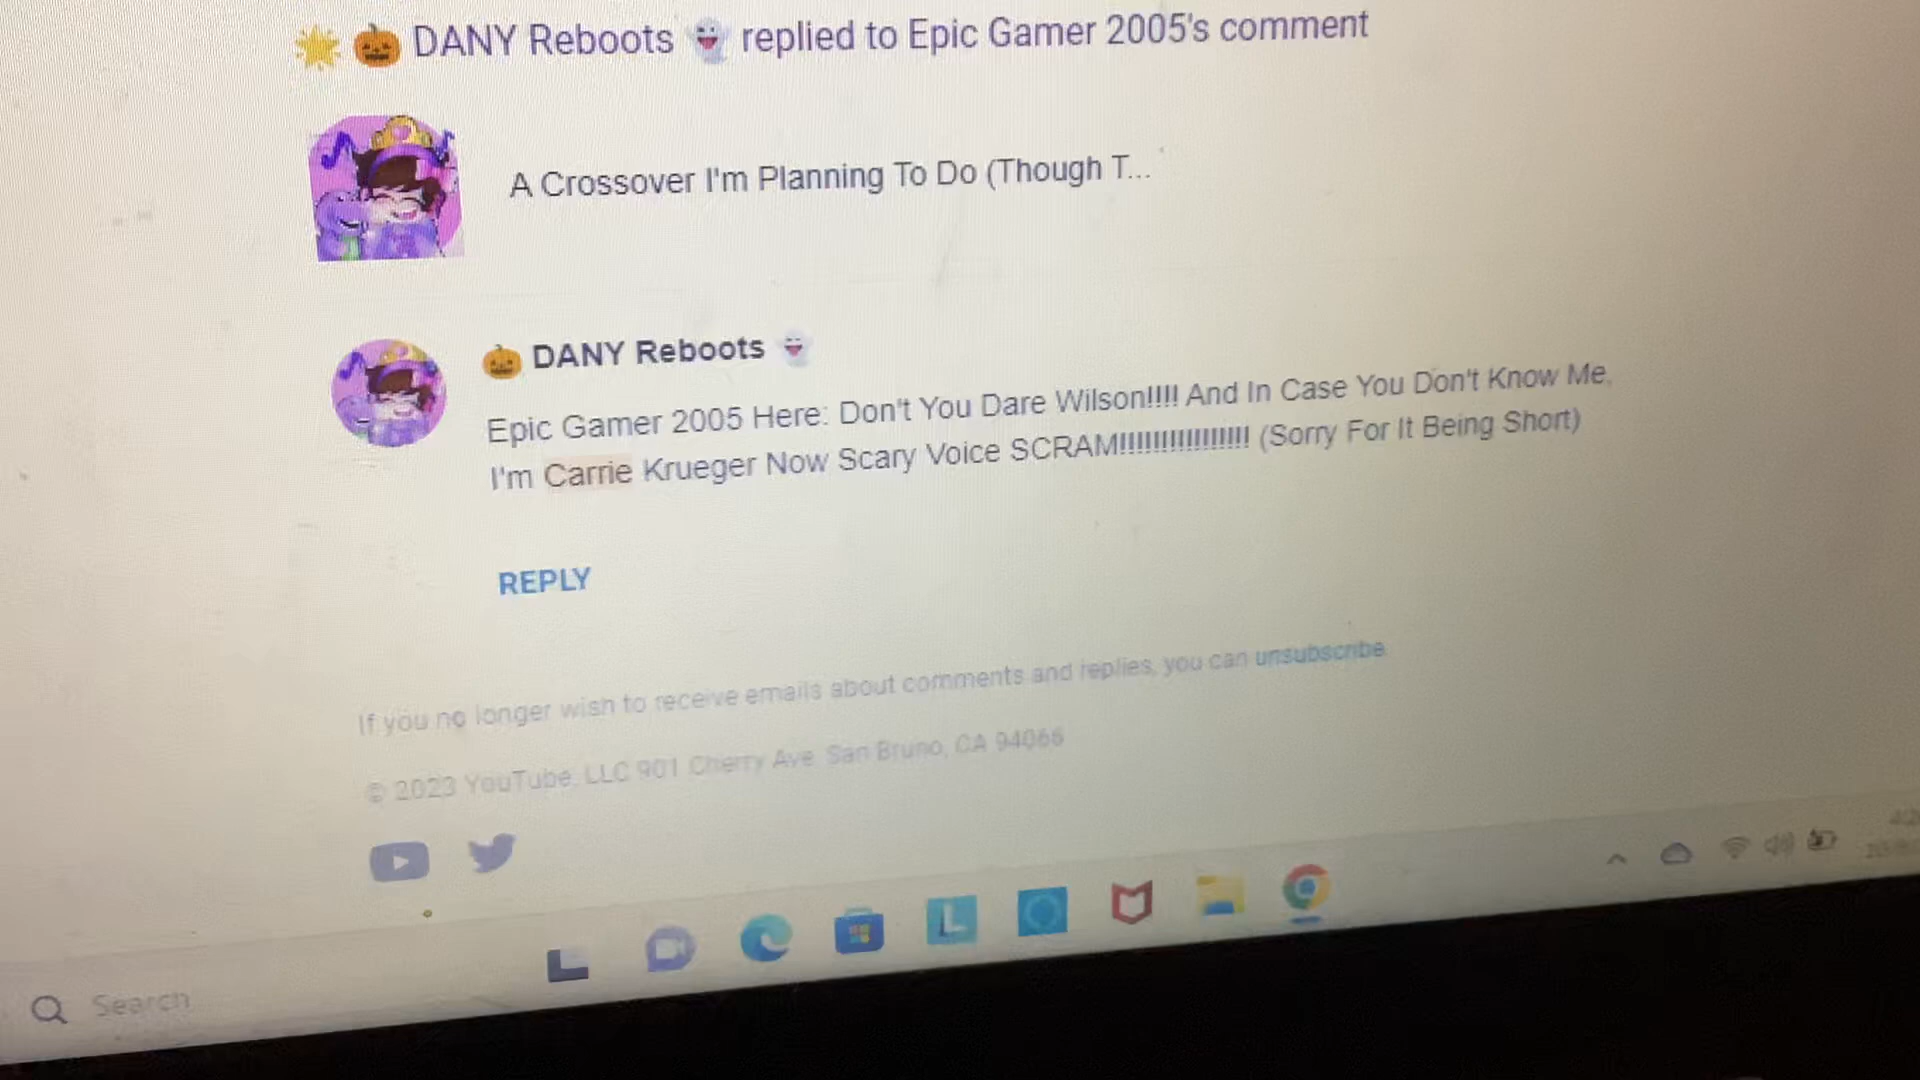 DANY Reboots replied to Epic Gamer 2005's comment
A Crossover I'm Planning To Do (Though T...
DANY Reboots
Epic Gamer 2005 Here: Don't You Dare Wilson!!!! And In Case You Don't Know Me,
I'm Carrie Krueger Now Scary Voice SCRAM!!!!!!!!!!!!!!!!! (Sorry For It Being Short)
REPLY
If you no longer wish to receive emails about comments and replies, you can unsubscribe.
© 2023 YouTube, LLC 901 Cherry Ave, San Bruno, CA 94066
Search